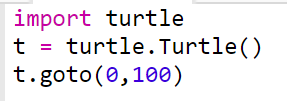 import turtle
t = turtle.Turtle()
t.goto(0,100)